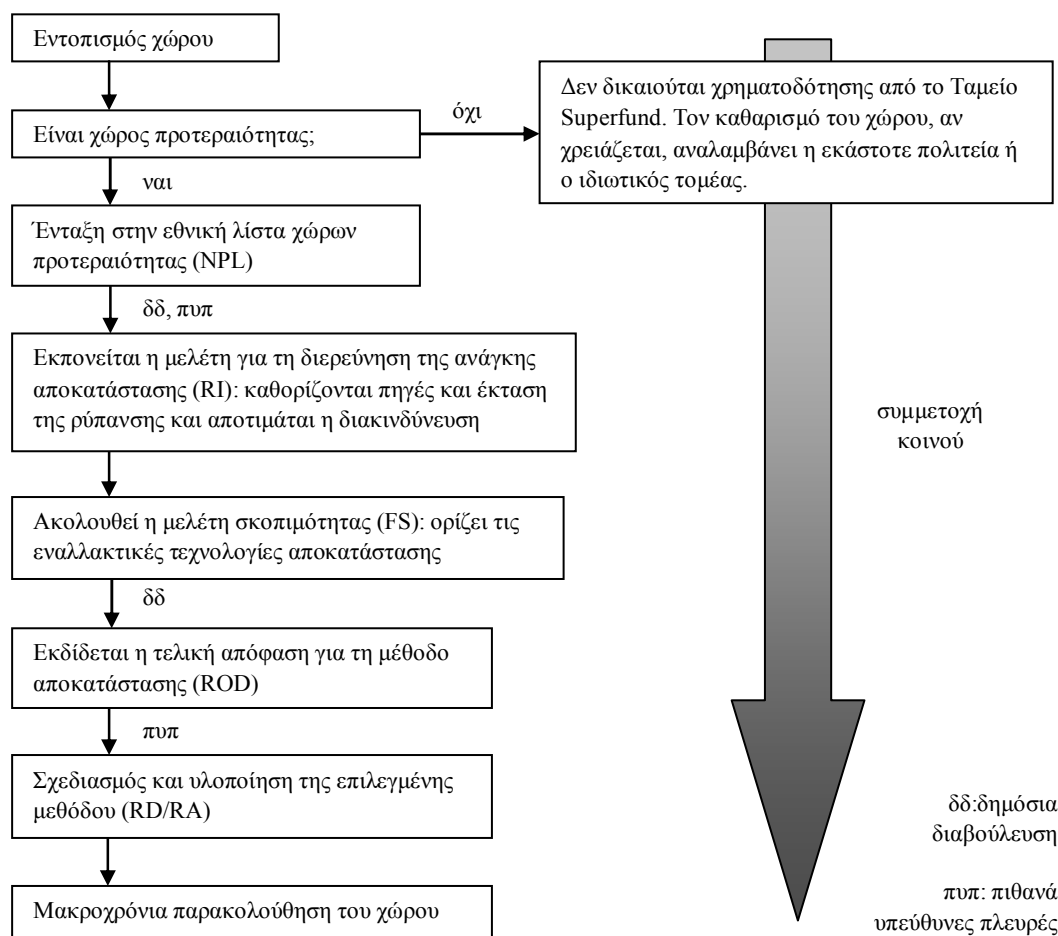 Εντοπισμός χώρου
Είναι χώρος προτεραιότητας;
όχι
Δεν δικαιούται χρηματοδότησης από το Ταμείο
Superfund. Τον καθαρισμό του χώρου, αν
χρειάζεται, αναλαμβάνει η εκάστοτε πολιτεία ή
ο ιδιωτικός τομέας.
ναι
Ένταξη στην εθνική λίστα χώρων
προτεραιότητας (NPL)
δδ, πυπ
Εκπονείται η μελέτη για τη διερεύνηση της ανάγκης
αποκατάστασης (RI): καθορίζονται πηγές και έκταση
της ρύπανσης και αποτιμάται η διακινδύνευση
συμμετοχή
κοινού
Ακολουθεί η μελέτη σκοπιμότητας (FS): ορίζει τις
εναλλακτικές τεχνολογίες αποκατάστασης
δδ
Εκδίδεται η τελική απόφαση για τη μέθοδο
αποκατάστασης (ROD)
πυπ
Σχεδιασμός και υλοποίηση της επιλεγμένης
μεθόδου (RD/RA)
Μακροχρόνια παρακολούθηση του χώρου
δδ:δημόσια
διαβούλευση
πυπ: πιθανά
υπεύθυνες πλευρές